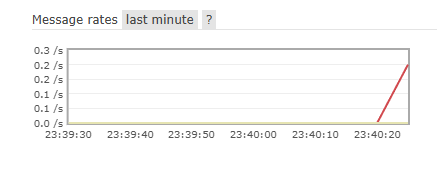 Message rates last minute ?
0.3 /s
0.2 /s
0.2 /s
0.1 /s
0.1 /s
0.0 /s
23:39:30 23:39:40 23:39:50 23:40:00 23:40:10 23:40:20